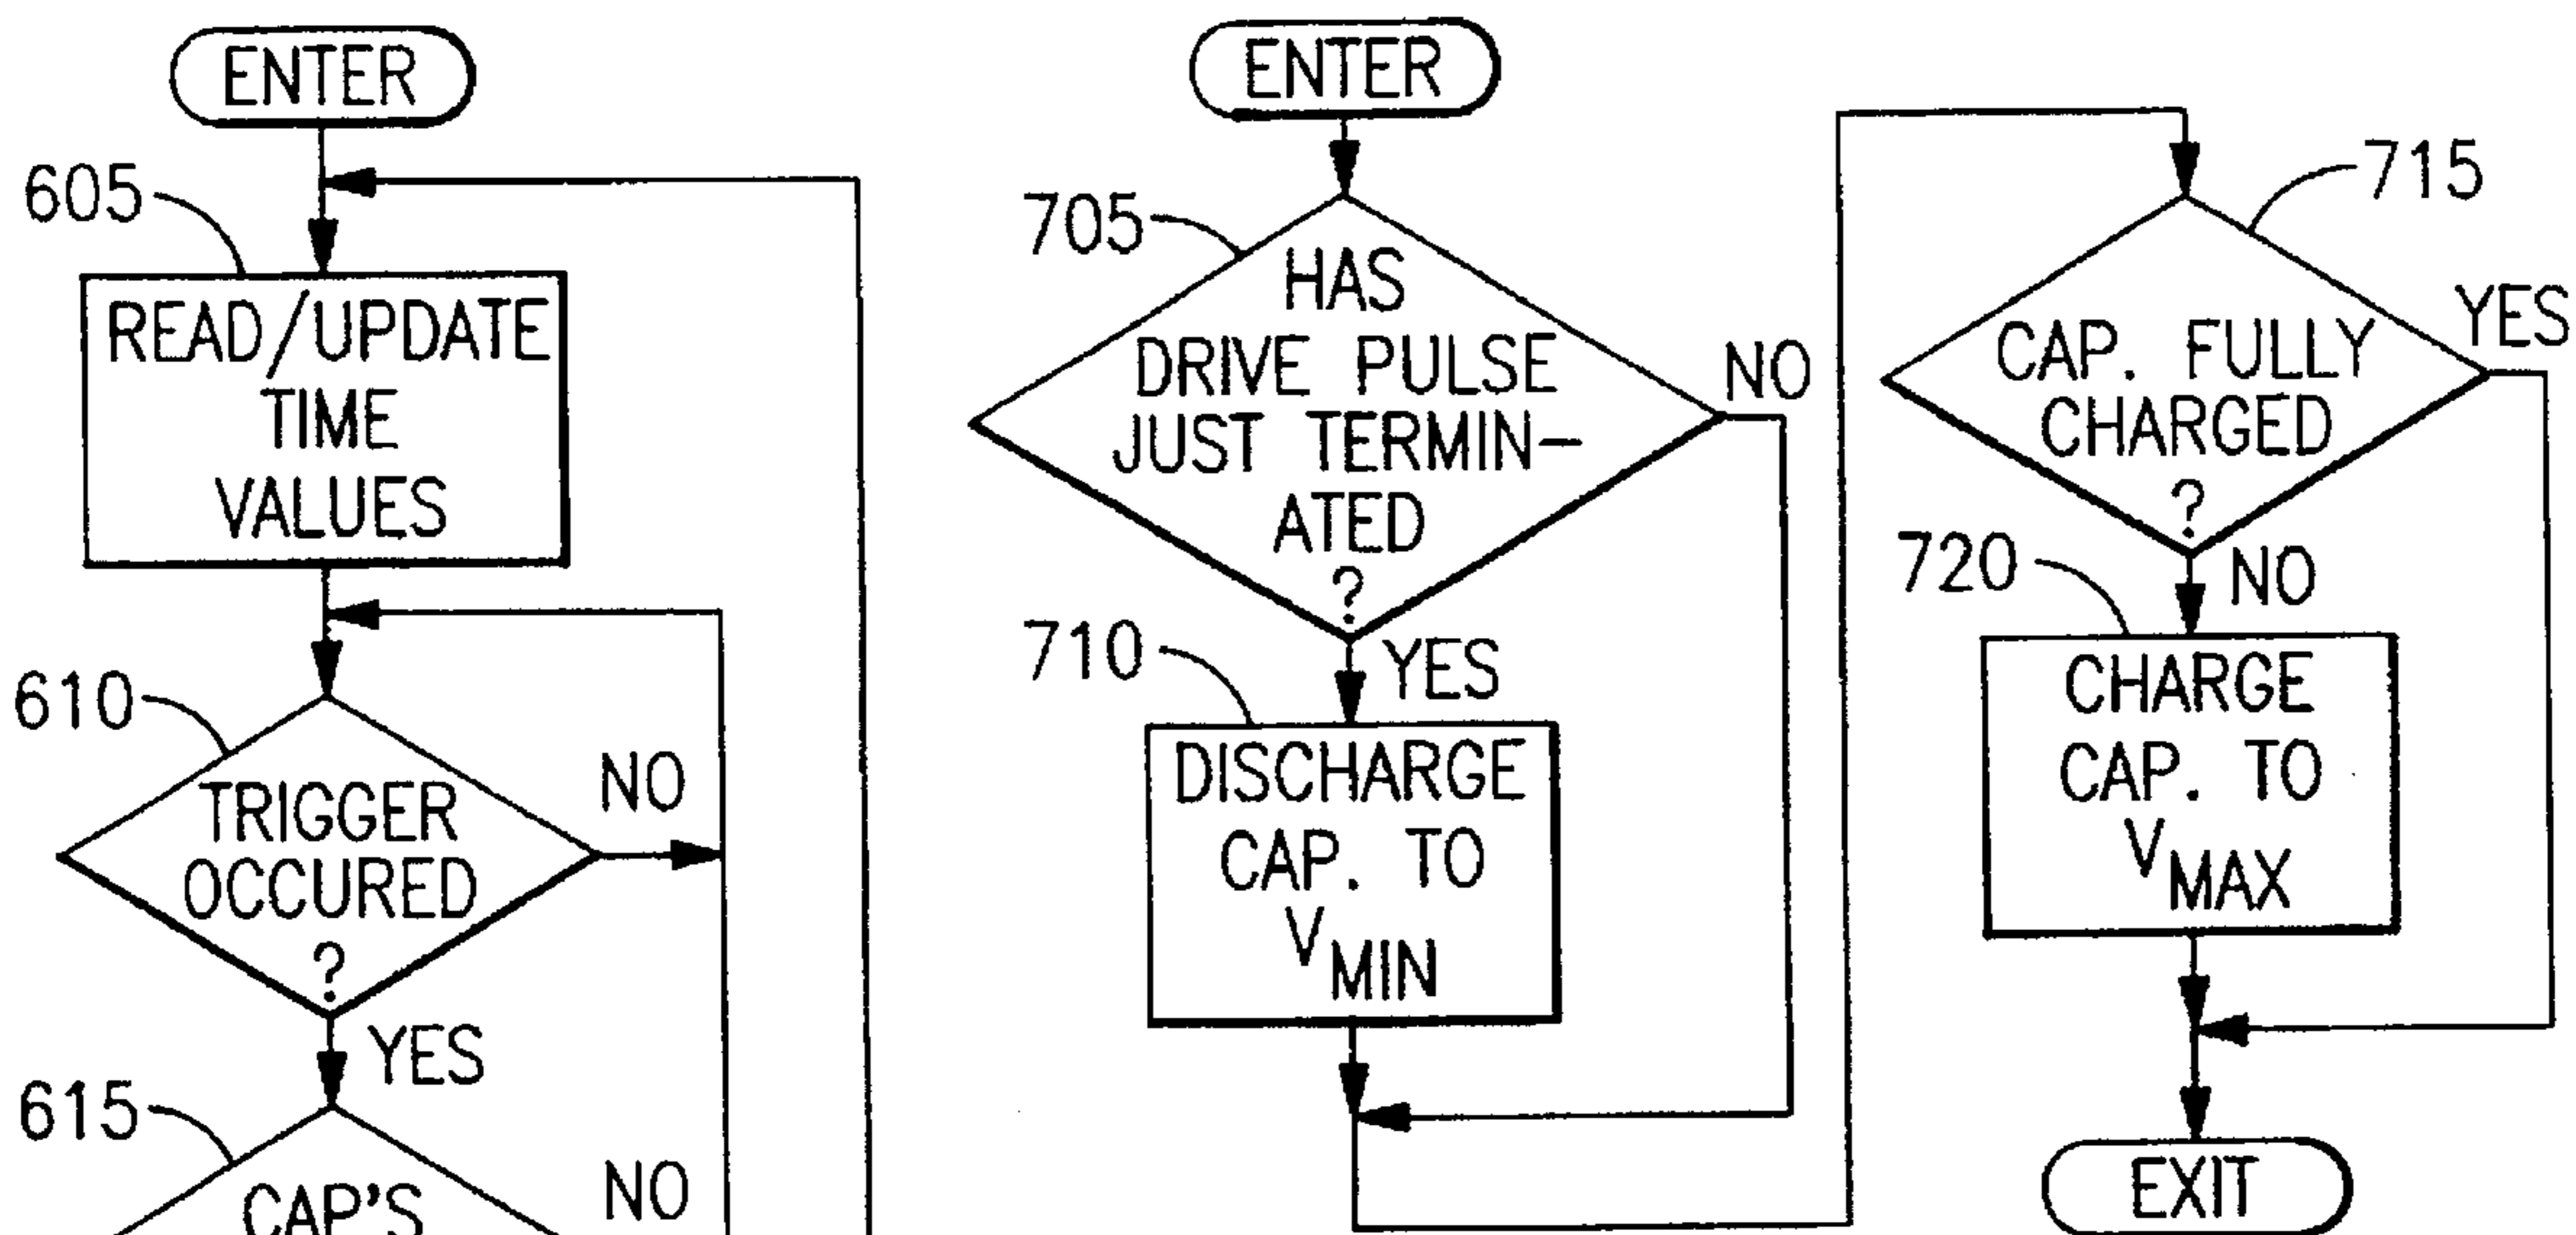 ENTER
605
READ/UPDATE
TIME
VALUES
610
TRIGGER
OCCURED
?
NO
YES
615
CAP'S
NO
ENTER
705
HAS
DRIVE PULSE
JUST TERMIN-
ATED
?
NO
YES
710
DISCHARGE
CAP. TO
VMIN
715
CAP. FULLY
CHARGED
?
YES
NO
720
CHARGE
CAP. TO
VMAX
EXIT